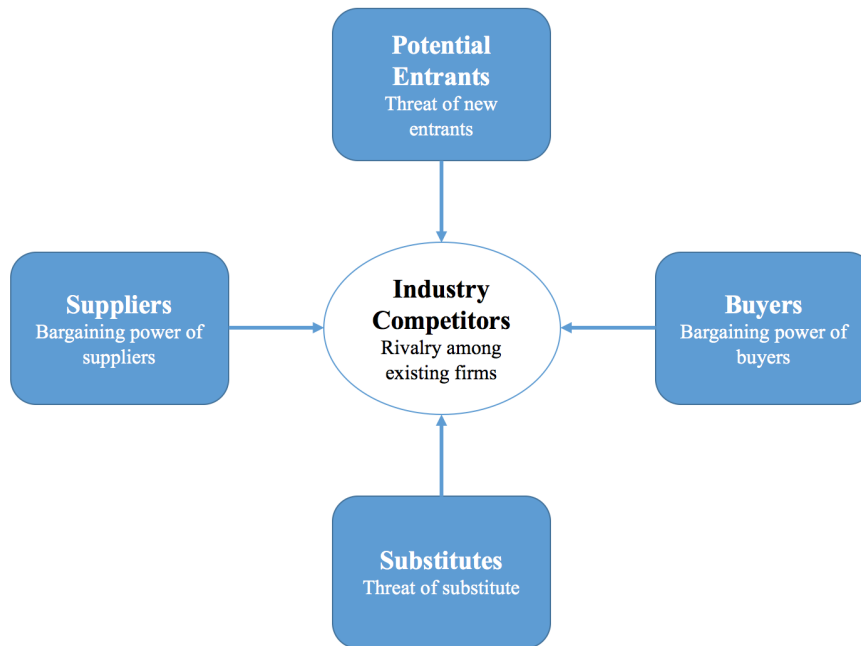 Potential
Entrants
Threat of new
entrants
Suppliers
Bargaining power of
suppliers
Industry
Competitors
Rivalry among
existing firms
Buyers
Bargaining power of
buyers
Substitutes
Threat of substitute